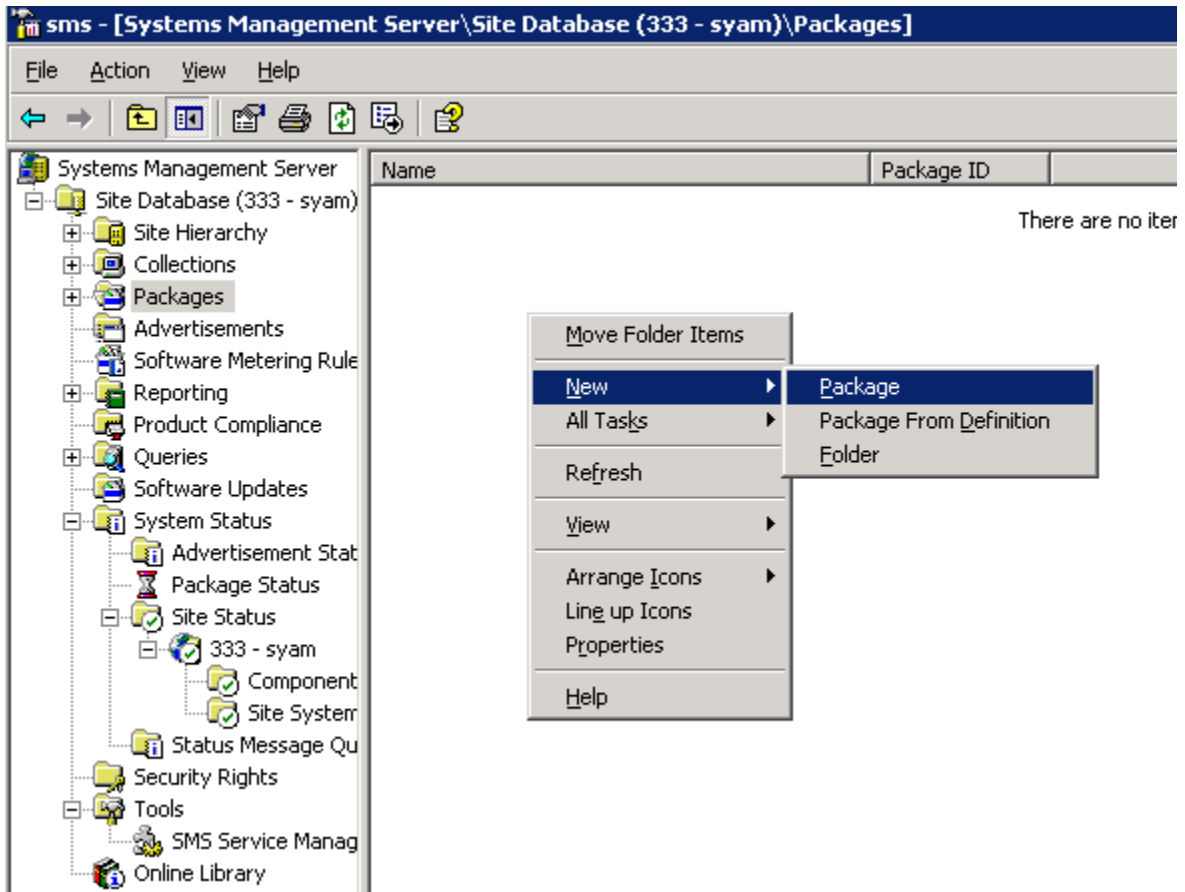 sms - [Systems Management Server\Site Database (333 - syam)\Packages]
File Action View Help
Systems Management Server
Site Database (333 - syam)
Site Hierarchy
Collections
Packages
Advertisements
Software Metering Rule
Reporting
Product Compliance
Queries
Software Updates
System Status
Advertisement Stat
Package Status
Site Status
333 - syam
Component
Site System
Status Message Qu
Security Rights
Tools
SMS Service Manag
Online Library
Name Package ID
There are no iter
Move Folder Items
New
All Tasks
Refresh
View
Arrange Icons
Line up Icons
Properties
Help
Package
Package From Definition
Folder